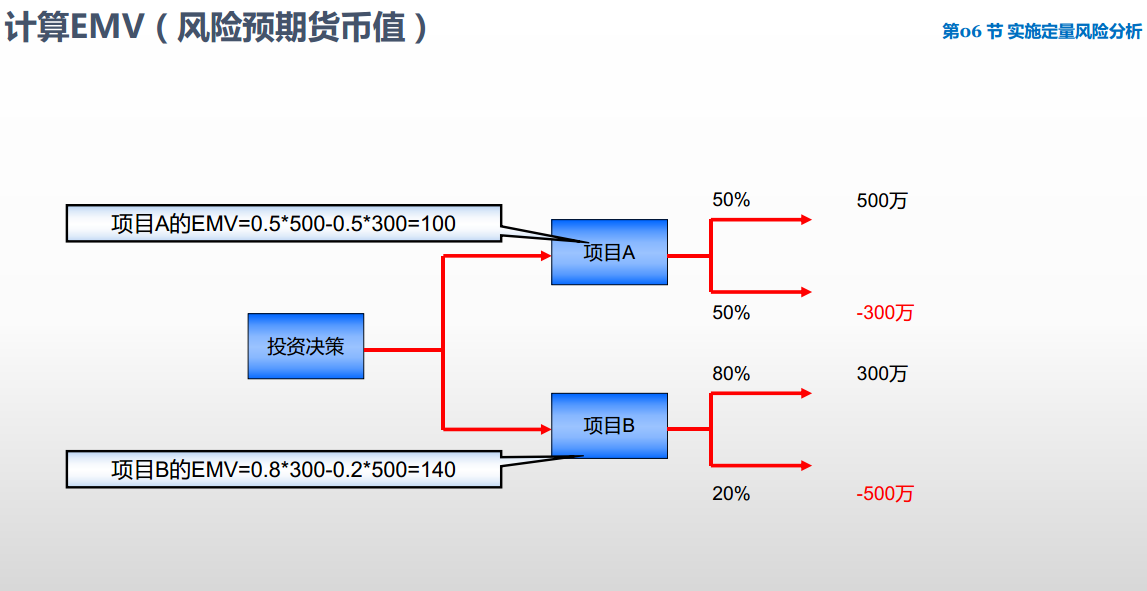 计算EMV（风险预期货币值）
第06 节 实施定量风险分析
50%
500万
项目A的EMV=0.5*500-0.5*300=100
项目A
50%
-300万
投资决策
80%
300万
项目B
项目B的EMV=0.8*300-0.2*500=140
20%
-500万